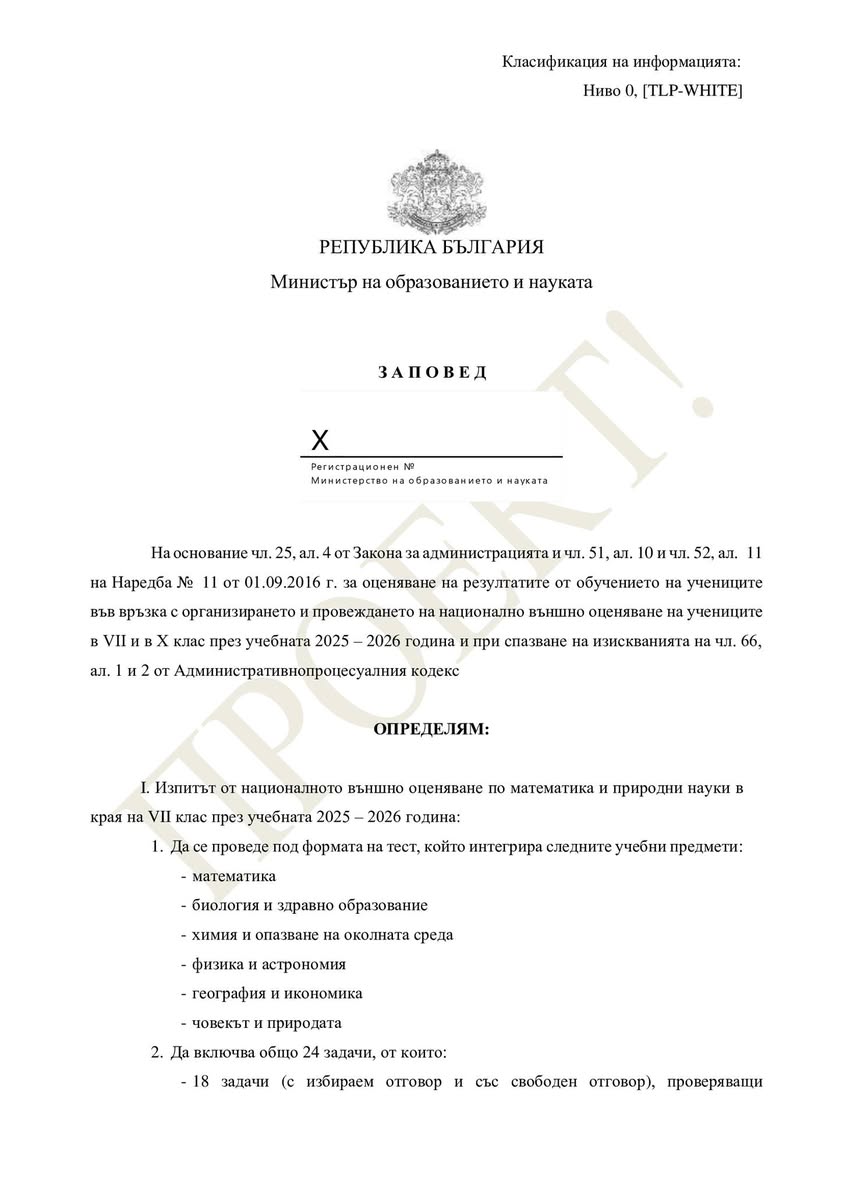 Класификация на информацията:
Ниво 0, [TLP-WHITE]
РЕПУБЛИКА БЪЛГАРИЯ
Министър на образованието и науката
З А П О В Е Д
X
Регистрационен №
Министерство на образованието и науката
ПРОЕКТ!
На основание чл. 25, ал. 4 от Закона за администрацията и чл. 51, ал. 10 и чл. 52, ал. 11
на Наредба № 11 от 01.09.2016 г. за оценяване на резултатите от обучението на учениците
във връзка с организирането и провеждането на национално външно оценяване на учениците
в VII и в X клас през учебната 2025 – 2026 година и при спазване на изискванията на чл. 66,
ал. 1 и 2 от Административнопроцесуалния кодекс
ОПРЕДЕЛЯМ:
I. Изпитът от националното външно оценяване по математика и природни науки в
края на VII клас през учебната 2025 – 2026 година:
1. Да се проведе под формата на тест, който интегрира следните учебни предмети:
- математика
- биология и здравно образование
- химия и опазване на околната среда
- физика и астрономия
- география и икономика
- човекът и природата
2. Да включва общо 24 задачи, от които:
- 18 задачи (с избираем отговор и със свободен отговор), проверяващи